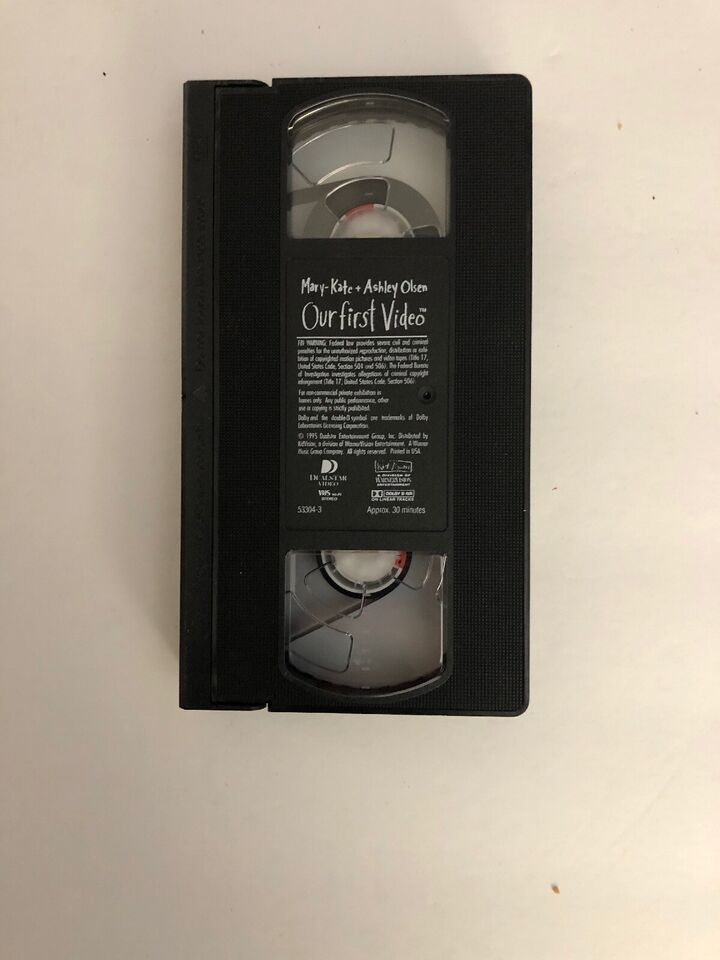 Mary-Kate + Ashley Olsen
Our first Video™
FBI WARNING: Federal law provides severe civil and criminal
penalties for the unauthorized reproduction, distribution or exhi-
bition of copyrighted motion pictures and video tapes (Title 17,
United States Code, Section 501 and 506). The Federal Bureau
of Investigation investigates allegations of criminal copyright
infringement (Title 17, United States Code, Section 506).
For non-commercial private exhibition in
homes only. Any public performance, other
use or copying is strictly prohibited.
Dolby and the double-D symbol are trademarks of Dolby
Laboratories Licensing Corporation.
© 1995 Dualstar Entertainment Group, Inc. Distributed by
KidVision, a division of WarnerVision Entertainment. A Warner
Music Group Company. All rights reserved. Printed in USA.
DUALSTAR
VIDEO
VHS HI-FI
STEREO
A DIVISION OF
WARNERVISION
ENTERTAINMENT
DOLBY B NR
ON LINEAR TRACKS
53304-3
Approx. 30 minutes